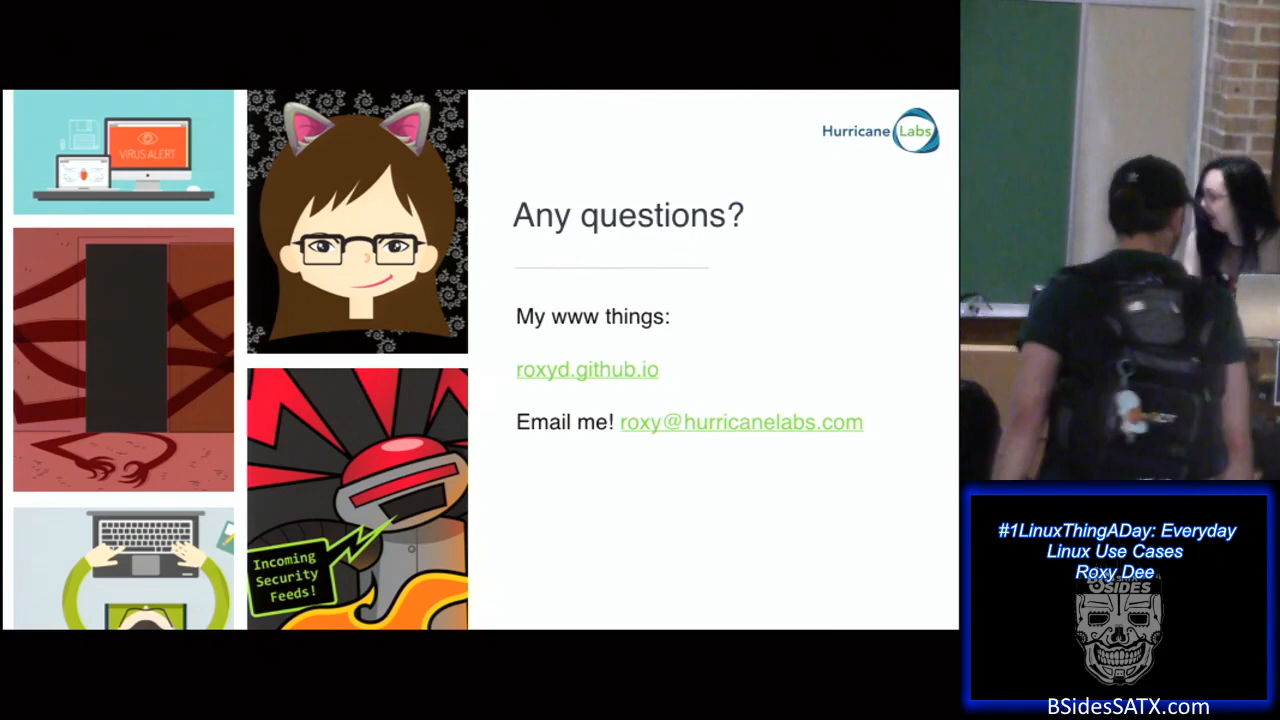 VIRUS ALERT
Incoming
Security
Feeds!
Hurricane Labs
Any questions?
My www things:
roxyd.github.io
Email me! roxy@hurricanelabs.com
#1LinuxThingADay: Everyday
Linux Use Cases
Roxy Dee
BSIDES
BSidesSATX.com